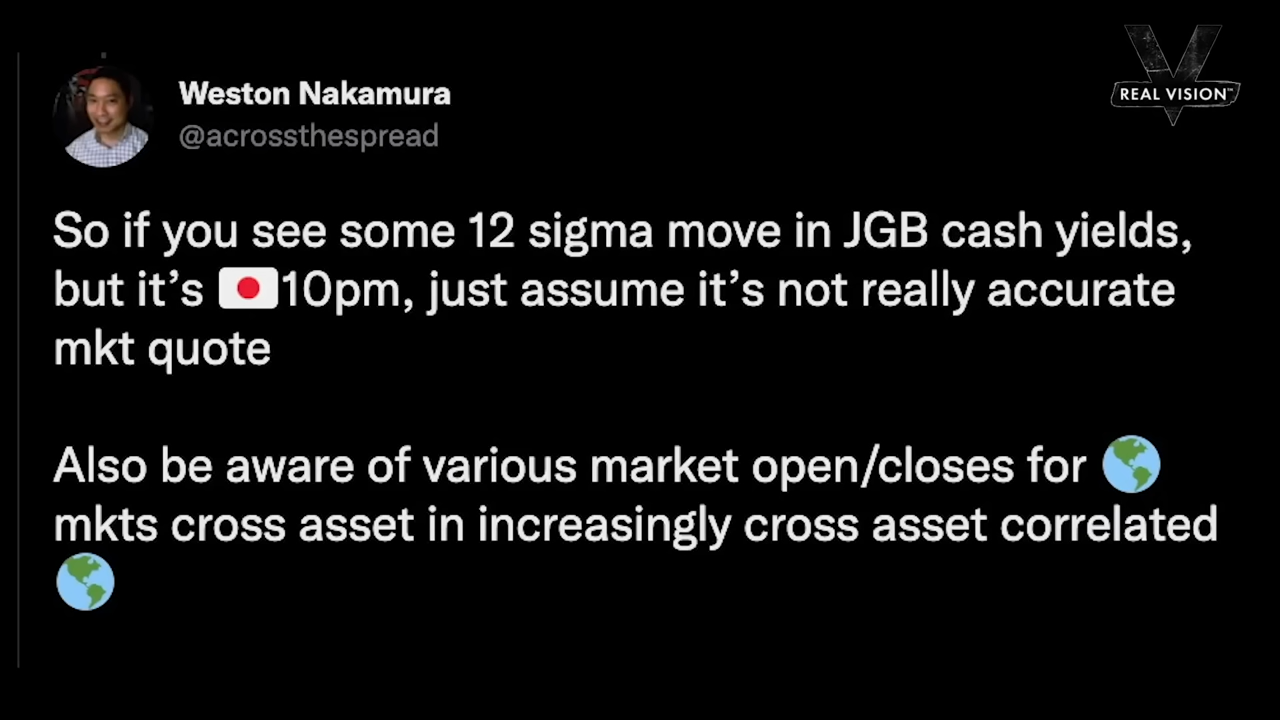 Weston Nakamura
@acrossthespread
REAL VISION™
So if you see some 12 sigma move in JGB cash yields,
but it’s 🇯🇵10pm, just assume it’s not really accurate
mkt quote
Also be aware of various market open/closes for 🌎
mkts cross asset in increasingly cross asset correlated
🌎